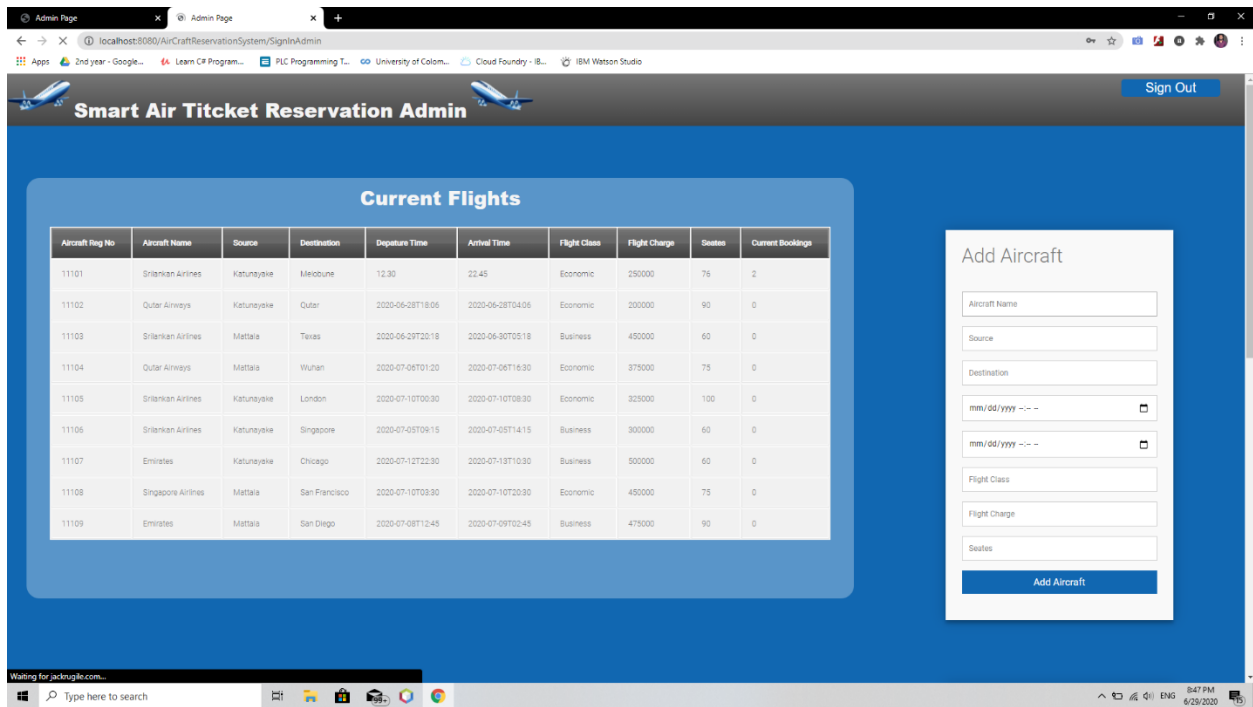 Admin Page
Admin Page
localhost:8080/AirCraftReservationSystem/SignInAdmin
Apps 2nd year - Google... Learn C# Program... PLC Programming T... University of Colom... Cloud Foundry - IB... IBM Watson Studio
Smart Air Titcket Reservation Admin
Sign Out
Current Flights
Aircraft Reg No Aircraft Name Source Destination Depature Time Arrival Time Flight Class Flight Charge Seates Current Bookings
11101 Srilankan Airlines Katunayake Melobune 12.30 22.45 Economic 250000 76 2
11102 Qutar Airways Katunayake Qutar 2020-06-28T18:06 2020-06-28T04:06 Economic 200000 90 0
11103 Srilankan Airlines Mattala Texas 2020-06-29T20:18 2020-06-30T05:18 Business 450000 60 0
11104 Qutar Airways Mattala Wuhan 2020-07-06T01:20 2020-07-06T16:30 Economic 375000 75 0
11105 Srilankan Airlines Katunayake London 2020-07-10T00:30 2020-07-10T08:30 Economic 325000 100 0
11106 Srilankan Airlines Katunayake Singapore 2020-07-05T09:15 2020-07-05T14:15 Business 300000 60 0
11107 Emirates Katunayake Chicago 2020-07-12T22:30 2020-07-13T10:30 Business 500000 60 0
11108 Singapore Airlines Mattala San Francisco 2020-07-10T03:30 2020-07-10T20:30 Economic 450000 75 0
11109 Emirates Mattala San Diego 2020-07-08T12:45 2020-07-09T02:45 Business 475000 90 0
Add Aircraft
Aircraft Name
Source
Destination
mm/dd/yyyy --:-- --
mm/dd/yyyy --:-- --
Flight Class
Flight Charge
Seates
Add Aircraft
Waiting for jackrugile.com...
Type here to search
99+
ENG
8:47 PM
6/29/2020
15